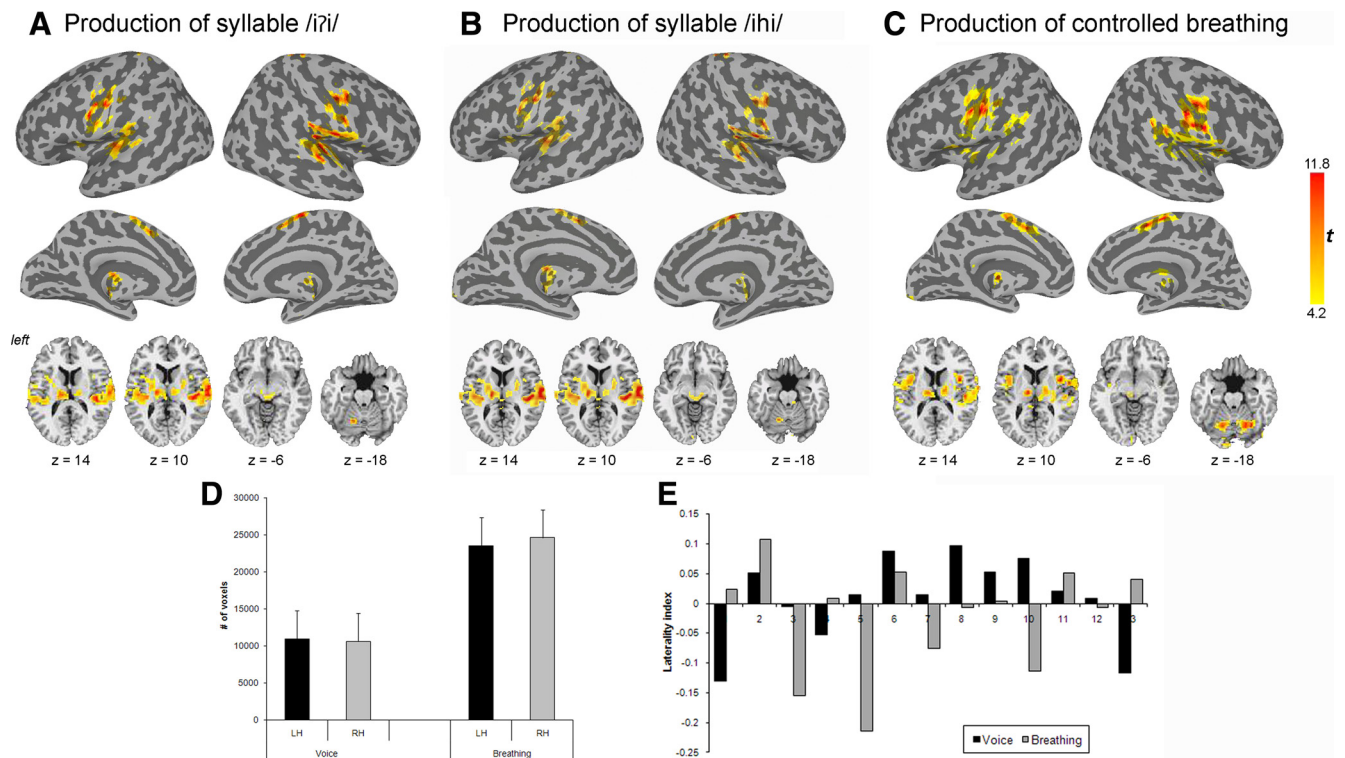 A Production of syllable /iʔi/
B Production of syllable /ihi/
C Production of controlled breathing
11.8
t
4.2
left
z = 14 z = 10 z = -6 z = -18
z = 14 z = 10 z = -6 z = -18
z = 14 z = 10 z = -6 z = -18
D
# of voxels
30000
25000
20000
15000
10000
5000
0
LH RH LH RH
Voice Breathing
E
Laterality index
0.15
0.1
0.05
0
-0.05
-0.1
-0.15
-0.2
-0.25
2 3 4 5 6 7 8 9 10 11 12 3
Voice Breathing